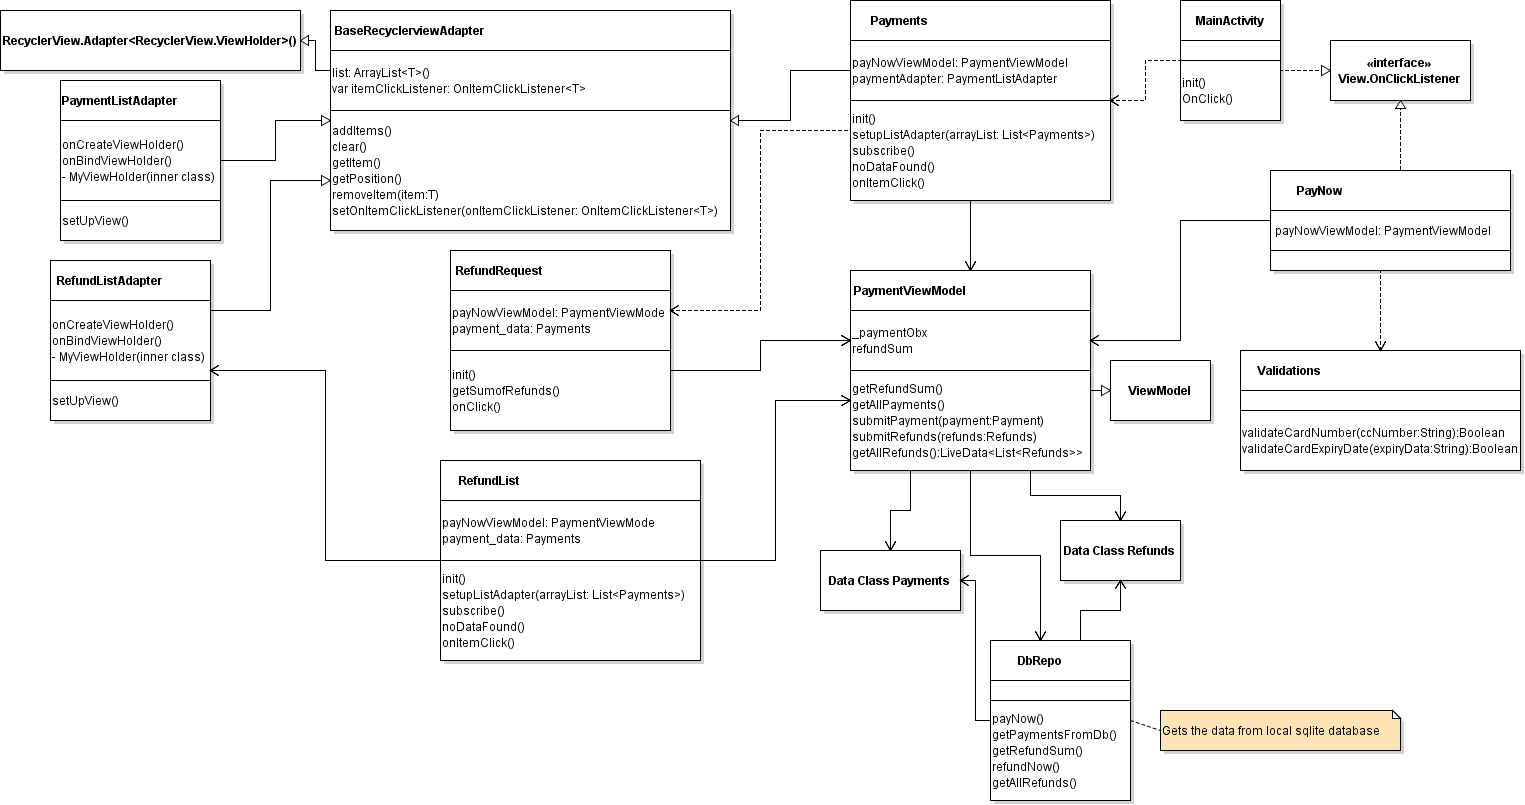 RecyclerView.Adapter<RecyclerView.ViewHolder>()
BaseRecyclerviewAdapter
list: ArrayList<T>()
var itemClickListener: OnItemClickListener<T>
addItems()
clear()
getItem()
getPosition()
removeItem(item:T)
setOnItemClickListener(onItemClickListener: OnItemClickListener<T>)
Payments
payNowViewModel: PaymentViewModel
paymentAdapter: PaymentListAdapter
init()
setupListAdapter(arrayList: List<Payments>)
subscribe()
noDataFound()
onItemClick()
MainActivity
init()
OnClick()
«interface»
View.OnClickListener
PaymentListAdapter
onCreateViewHolder()
onBindViewHolder()
- MyViewHolder(inner class)
setUpView()
PayNow
payNowViewModel: PaymentViewModel
RefundListAdapter
onCreateViewHolder()
onBindViewHolder()
- MyViewHolder(inner class)
setUpView()
RefundRequest
payNowViewModel: PaymentViewMode
payment_data: Payments
init()
getSumofRefunds()
onClick()
PaymentViewModel
_paymentObx
refundSum
getRefundSum()
getAllPayments()
submitPayment(payment:Payment)
submitRefunds(refunds:Refunds)
getAllRefunds():LiveData<List<Refunds>>
ViewModel
Validations
validateCardNumber(ccNumber:String):Boolean
validateCardExpiryDate(expiryData:String):Boolean
RefundList
payNowViewModel: PaymentViewMode
payment_data: Payments
init()
setupListAdapter(arrayList: List<Payments>)
subscribe()
noDataFound()
onItemClick()
Data Class Payments
Data Class Refunds
DbRepo
payNow()
getPaymentsFromDb()
getRefundSum()
refundNow()
getAllRefunds()
Gets the data from local sqlite database